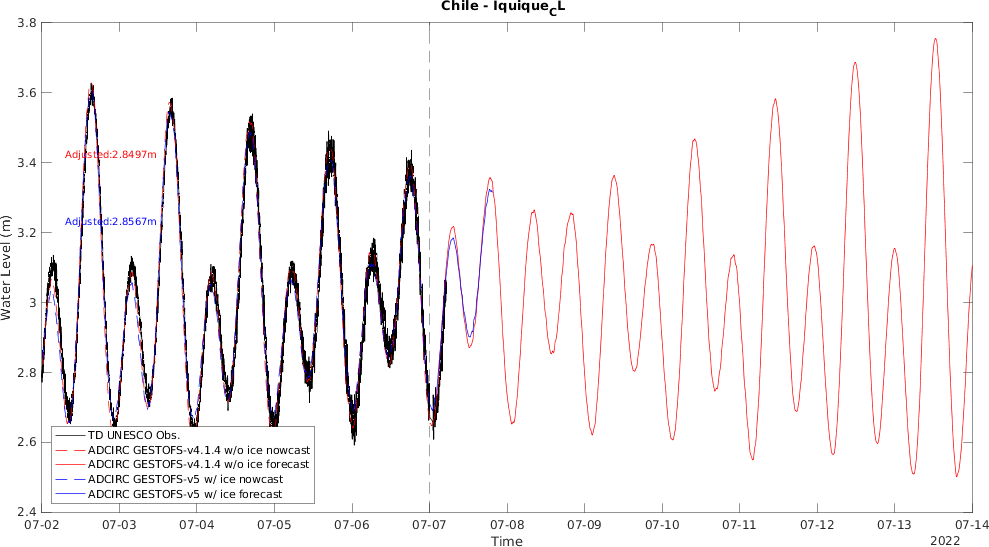 Chile - Iquique_CL
3.8
3.6
3.4
3.2
3
2.8
2.6
2.4
Water Level (m)
Adjusted:2.8497m
Adjusted:2.8567m
TD UNESCO Obs.
ADCIRC GESTOFS-v4.1.4 w/o ice nowcast
ADCIRC GESTOFS-v4.1.4 w/o ice forecast
ADCIRC GESTOFS-v5 w/ ice nowcast
ADCIRC GESTOFS-v5 w/ ice forecast
07-02 07-03 07-04 07-05 07-06 07-07 07-08 07-09 07-10 07-11 07-12 07-13 07-14
Time
2022